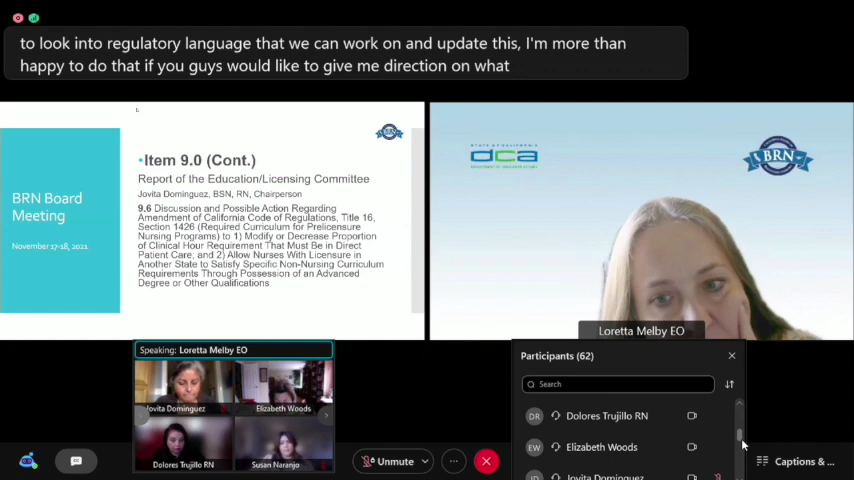 to look into regulatory language that we can work on and update this, I'm more than
happy to do that if you guys would like to give me direction on what
BRN Board
Meeting
November 17-18, 2021
•Item 9.0 (Cont.)
Report of the Education/Licensing Committee
Jovita Dominguez, BSN, RN, Chairperson
9.6 Discussion and Possible Action Regarding
Amendment of California Code of Regulations, Title 16,
Section 1426 (Required Curriculum for Prelicensure
Nursing Programs) to 1) Modify or Decrease Proportion
of Clinical Hour Requirement That Must Be in Direct
Patient Care; and 2) Allow Nurses With Licensure in
Another State to Satisfy Specific Non-Nursing Curriculum
Requirements Through Possession of an Advanced
Degree or Other Qualifications
BRN
dca
BRN
Loretta Melby EO
Speaking: Loretta Melby EO
Jovita Dominguez
Elizabeth Woods
Dolores Trujillo RN
Susan Naranjo
Participants (62)
Search
DR Dolores Trujillo RN
EW Elizabeth Woods
JD Jovita Dominguez
Unmute
Captions & ...